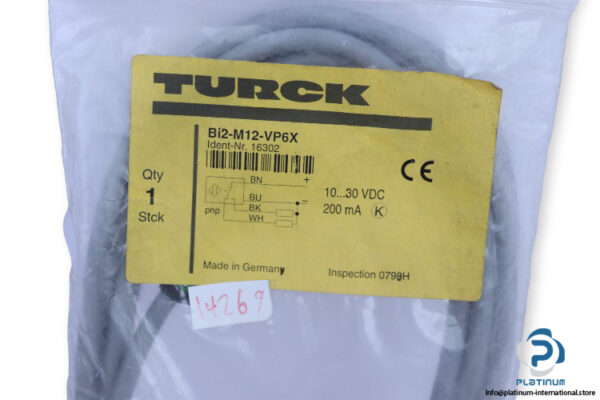 TURCK
Bi2-M12-VP6X
Ident-Nr. 16302
CE
Qty
1
Stck
BN +
BU –
BK
WH
pnp
10...30 VDC
200 mA K
Made in Germany
Inspection 0799H
14269
PLATINUM
info@platinum-international.store